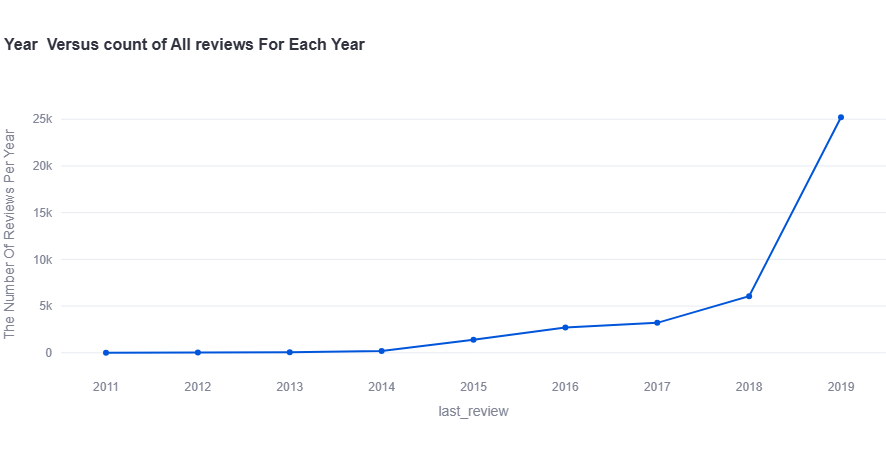 Year  Versus count of All reviews For Each Year
The Number Of Reviews Per Year
25k
20k
15k
10k
5k
0
2011 2012 2013 2014 2015 2016 2017 2018 2019
last_review